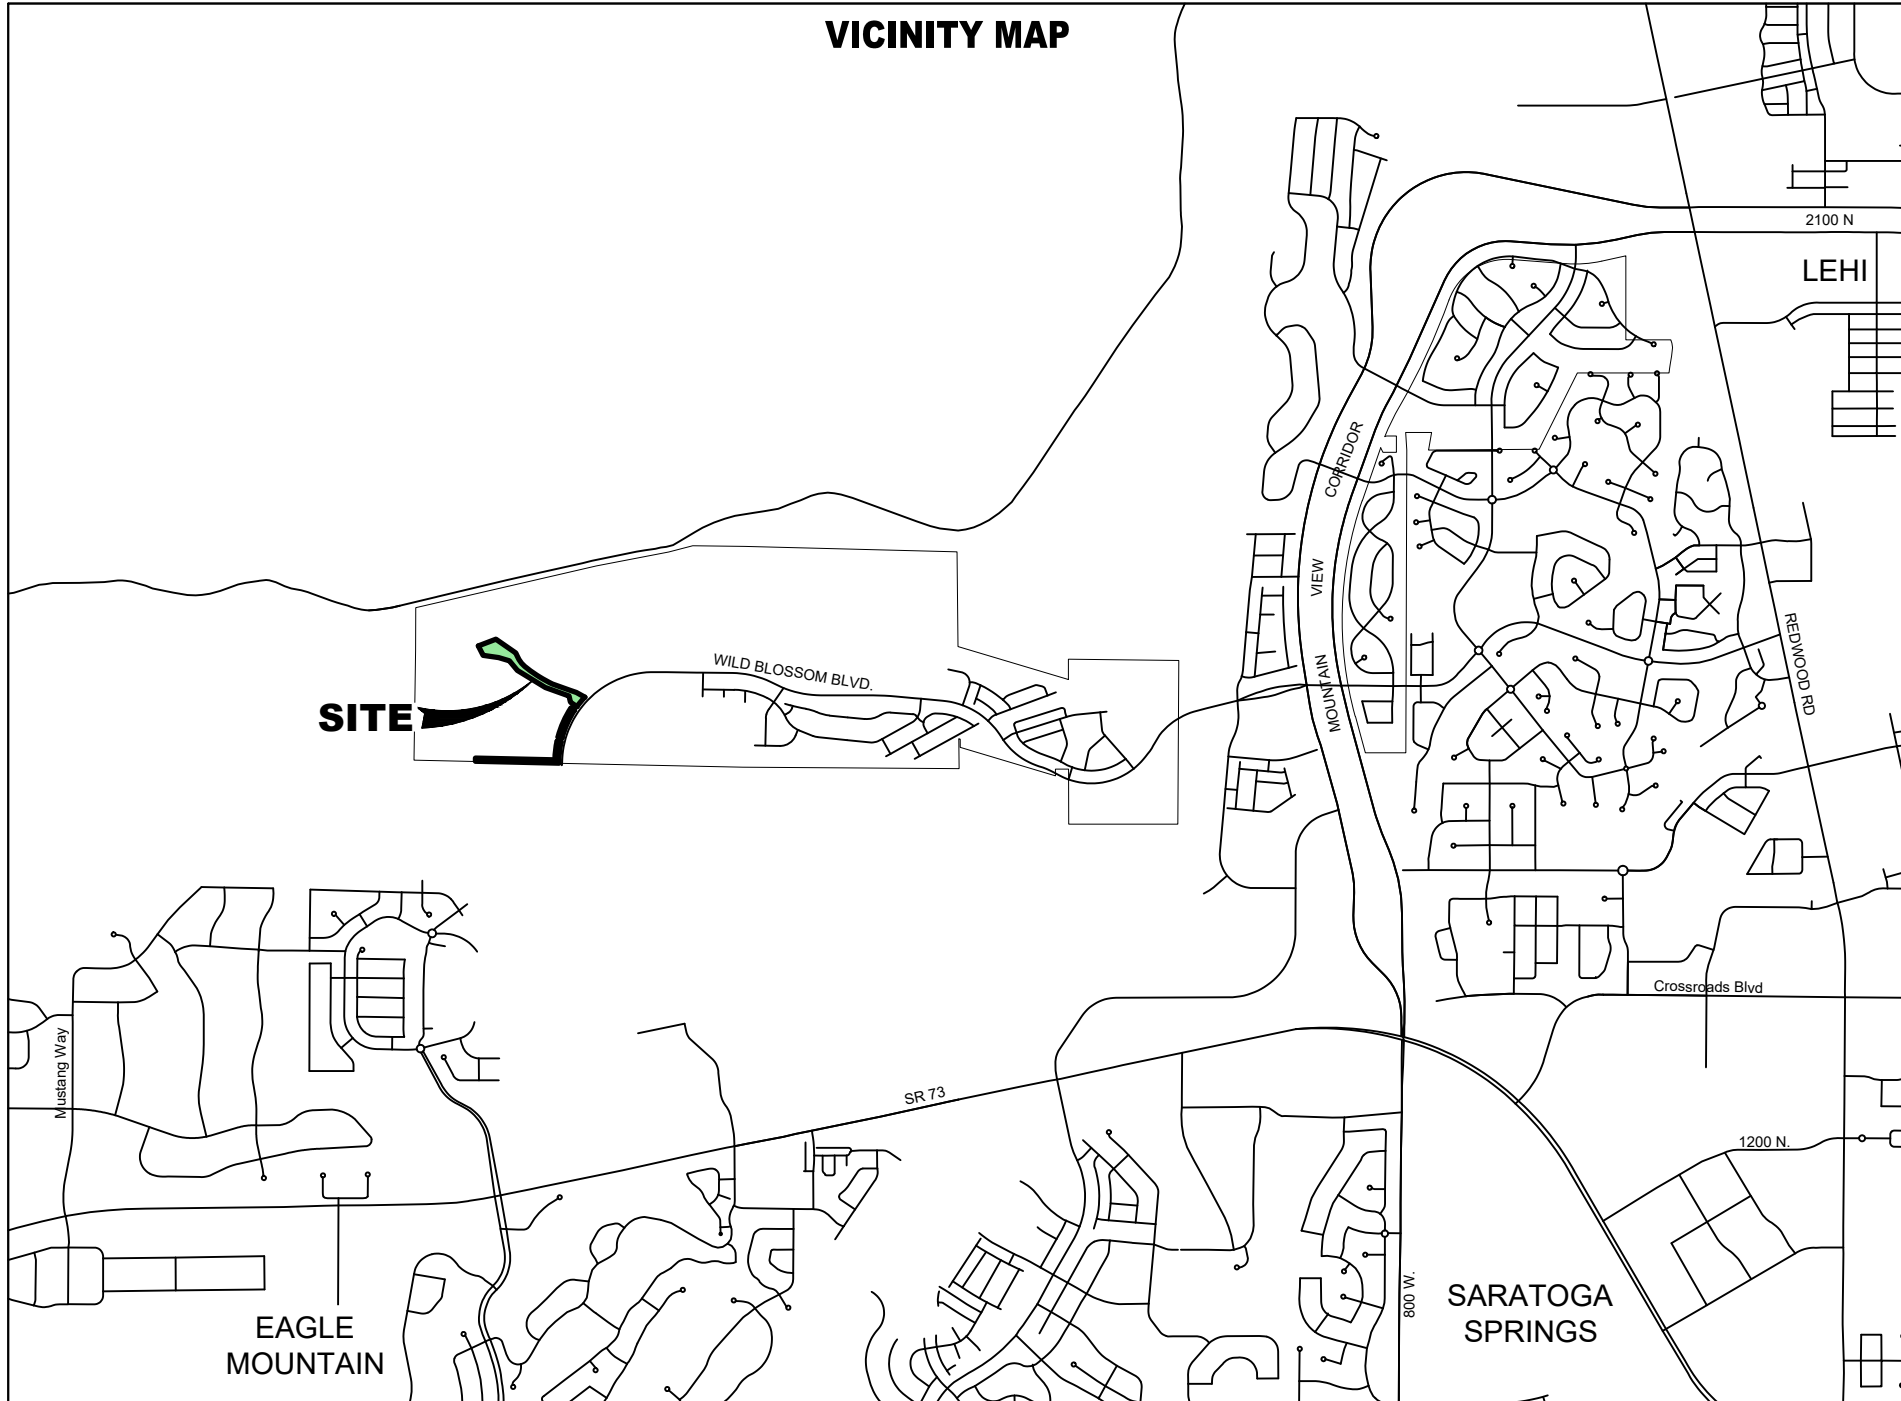 VICINITY MAP
2100 N
LEHI
CORRIDOR
VIEW
MOUNTAIN
REDWOOD RD
WILD BLOSSOM BLVD.
SITE
Crossroads Blvd
Mustang Way
SR 73
1200 N.
800 W.
SARATOGA
SPRINGS
EAGLE
MOUNTAIN